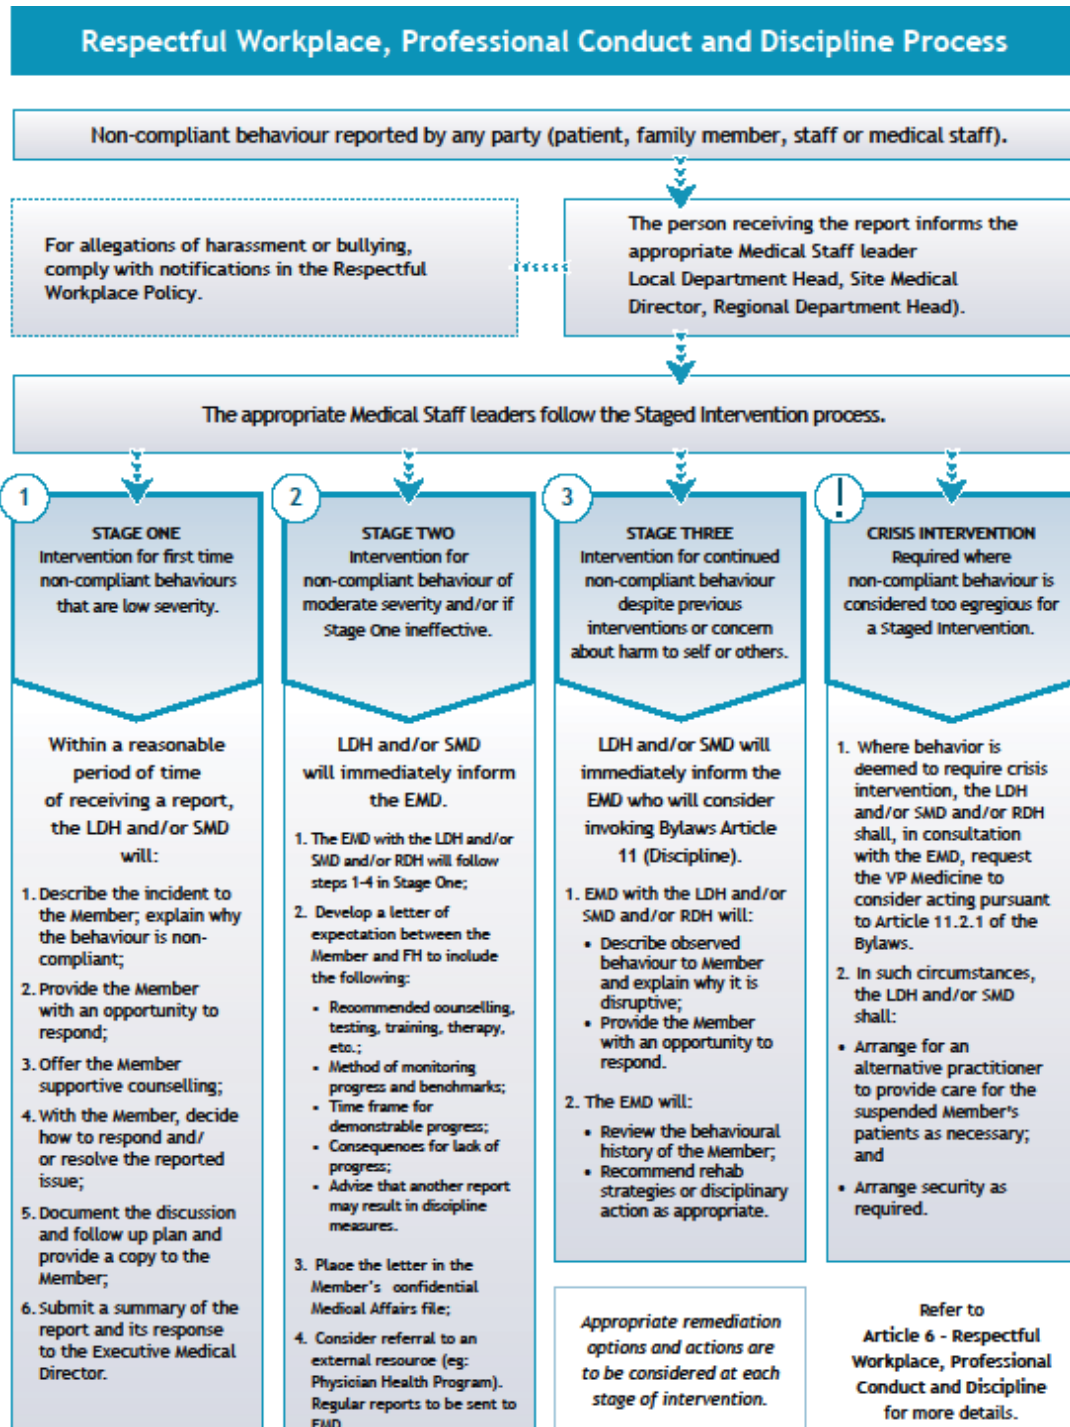 Respectful Workplace, Professional Conduct and Discipline Process
Non-compliant behaviour reported by any party (patient, family member, staff or medical staff).
For allegations of harassment or bullying,
comply with notifications in the Respectful
Workplace Policy.
The person receiving the report informs the
appropriate Medical Staff leader
Local Department Head, Site Medical
Director, Regional Department Head).
The appropriate Medical Staff leaders follow the Staged Intervention process.
1
STAGE ONE
Intervention for first time
non-compliant behaviours
that are low severity.
Within a reasonable
period of time
of receiving a report,
the LDH and/or SMD
will:
1. Describe the incident to
the Member; explain why
the behaviour is non-
compliant;
2. Provide the Member
with an opportunity to
respond;
3. Offer the Member
supportive counselling;
4. With the Member, decide
how to respond and/
or resolve the reported
issue;
5. Document the discussion
and follow up plan and
provide a copy to the
Member;
6. Submit a summary of the
report and its response
to the Executive Medical
Director.
2
STAGE TWO
Intervention for
non-compliant behaviour of
moderate severity and/or if
Stage One ineffective.
LDH and/or SMD
will immediately inform
the EMD.
1. The EMD with the LDH and/or
SMD and/or RDH will follow
steps 1-4 in Stage One;
2. Develop a letter of
expectation between the
Member and FH to include
the following:
• Recommended counselling,
testing, training, therapy,
etc.;
• Method of monitoring
progress and benchmarks;
• Time frame for
demonstrable progress;
• Consequences for lack of
progress;
• Advise that another report
may result in discipline
measures.
3. Place the letter in the
Member's confidential
Medical Affairs file;
4. Consider referral to an
external resource (eg:
Physician Health Program).
Regular reports to be sent to
EMD
3
STAGE THREE
Intervention for continued
non-compliant behaviour
despite previous
interventions or concern
about harm to self or others.
LDH and/or SMD will
immediately inform the
EMD who will consider
invoking Bylaws Article
11 (Discipline).
1. EMD with the LDH and/or
SMD and/or RDH will:
• Describe observed
behaviour to Member
and explain why it is
disruptive;
• Provide the Member
with an opportunity to
respond.
2. The EMD will:
• Review the behavioural
history of the Member;
• Recommend rehab
strategies or disciplinary
action as appropriate.
Appropriate remediation
options and actions are
to be considered at each
stage of intervention.
!
CRISIS INTERVENTION
Required where
non-compliant behaviour is
considered too egregious for
a Staged Intervention.
1. Where behavior is
deemed to require crisis
intervention, the LDH
and/or SMD and/or RDH
shall, in consultation
with the EMD, request
the VP Medicine to
consider acting pursuant
to Article 11.2.1 of the
Bylaws.
2. In such circumstances,
the LDH and/or SMD
shall:
• Arrange for an
alternative practitioner
to provide care for the
suspended Member's
patients as necessary;
and
• Arrange security as
required.
Refer to
Article 6 - Respectful
Workplace, Professional
Conduct and Discipline
for more details.